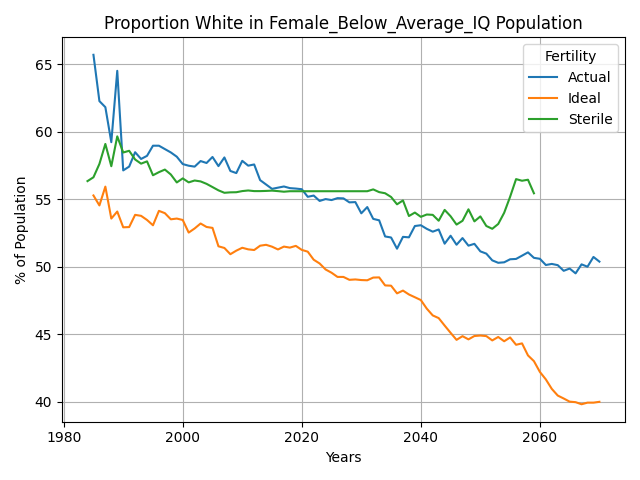 Proportion White in Female_Below_Average_IQ Population
% of Population
65
60
55
50
45
40
Fertility
Actual
Ideal
Sterile
1980
2000
2020
2040
2060
Years